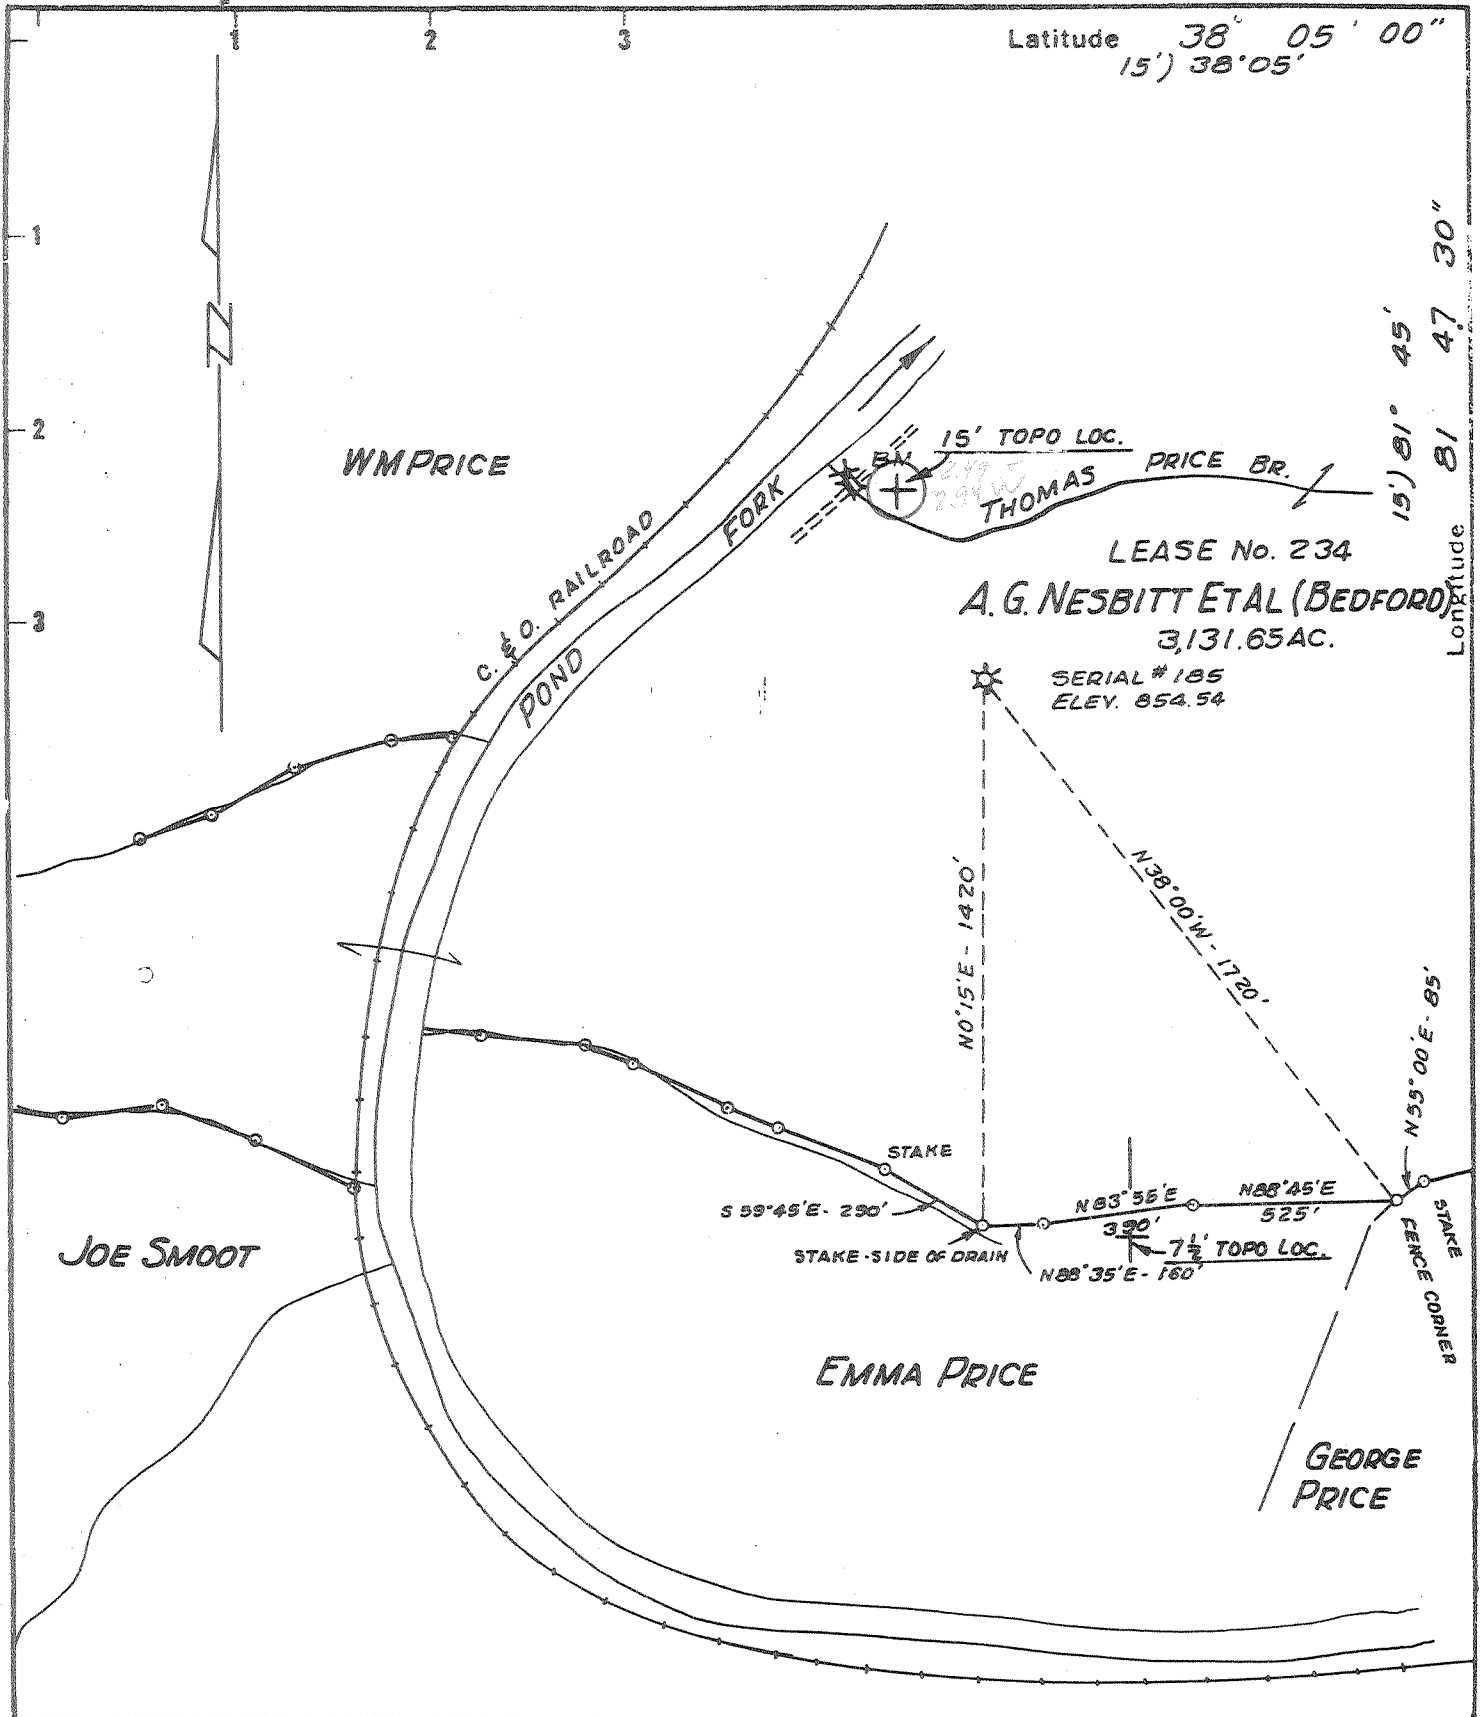 1 2 3
Latitude 38° 05' 00"
15') 38°05'
1
2
3
15') 81° 45'
Longitude 81 47 30"
N
WM PRICE
15' TOPO LOC.
BM
THOMAS PRICE BR.
C. & O. RAILROAD
POND FORK
LEASE No. 234
A.G. NESBITT ET AL (BEDFORD)
3,131.65 AC.
SERIAL # 185
ELEV. 854.54
N0°15'E - 1420'
N38°00'W - 1720'
N55°00'E - 85'
STAKE
S 59°45'E - 290'
N83°55'E
390'
N88°45'E
525'
STAKE
FENCE CORNER
STAKE - SIDE OF DRAIN
N88°35'E - 160'
7½' TOPO LOC.
JOE SMOOT
EMMA PRICE
GEORGE
PRICE